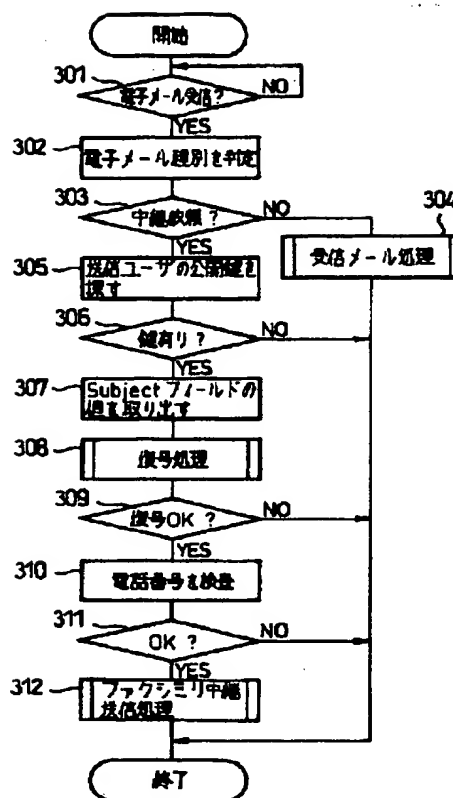 開始
301
電子メール受信?
NO
YES
302
電子メール種別を判定
303
中継依頼?
NO
304
YES
受信メール処理
305
送信ユーザの公開鍵を
探す
306
鍵有り?
NO
YES
307
Subjectフィールドの
値を取り出す
308
復号処理
309
復号OK?
NO
YES
310
電話番号を検査
311
OK?
NO
YES
312
ファクシミリ中継
送信処理
終了